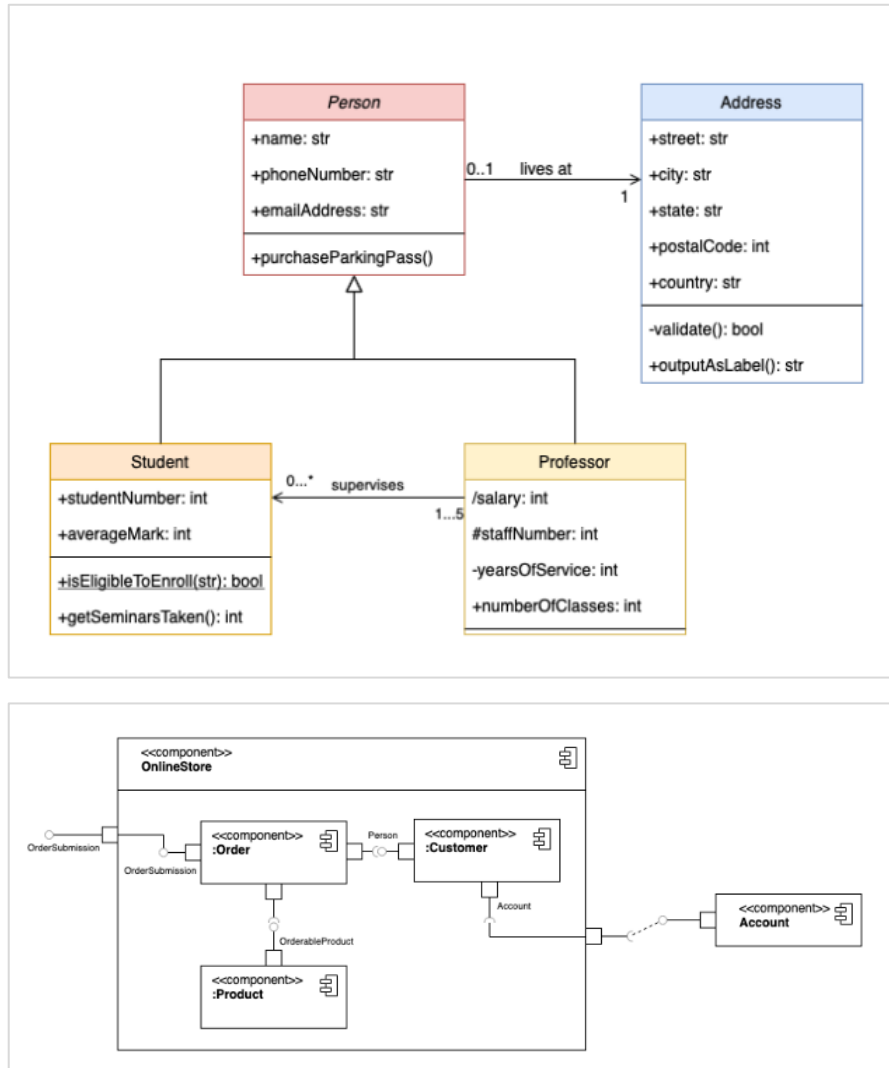 Person
+name: str
+phoneNumber: str
+emailAddress: str
+purchaseParkingPass()
0..1 lives at
1
Address
+street: str
+city: str
+state: str
+postalCode: int
+country: str
-validate(): bool
+outputAsLabel(): str
Student
+studentNumber: int
+averageMark: int
+isEligibleToEnroll(str): bool
+getSeminarsTaken(): int
0...* supervises
1...5
Professor
/salary: int
#staffNumber: int
-yearsOfService: int
+numberOfClasses: int
<<component>>
OnlineStore
OrderSubmission
OrderSubmission
<<component>>
:Order
Person
<<component>>
:Customer
Account
OrderableProduct
<<component>>
:Product
<<component>>
Account